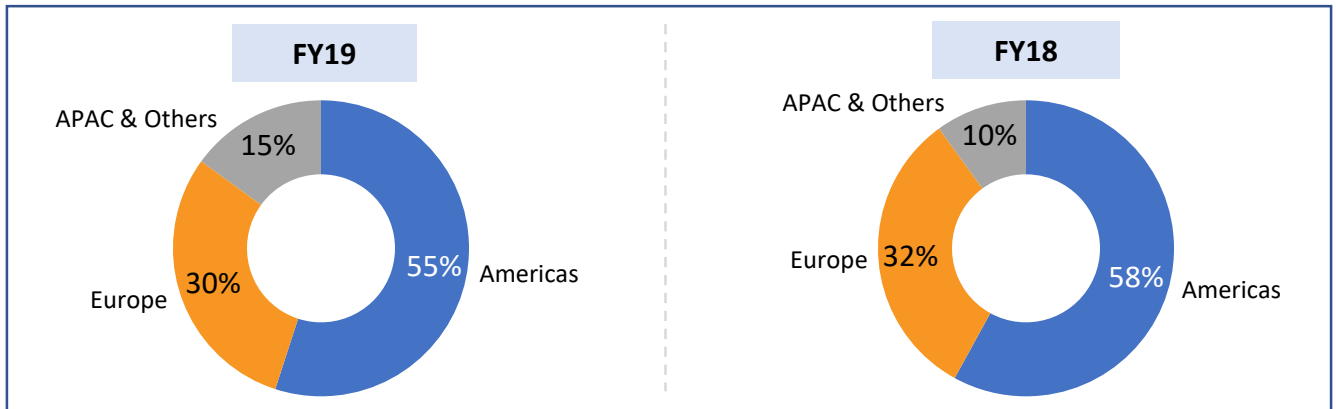 FY19
APAC & Others
15%
55%
Americas
30%
Europe
FY18
APAC & Others
10%
Europe
32%
58%
Americas